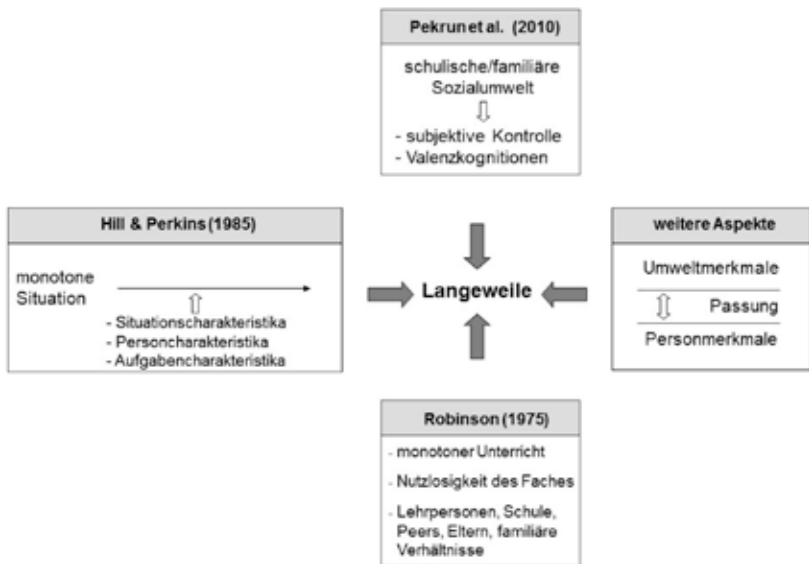 Pekrun et al. (2010)
schulische/familiäre
Sozialumwelt
- subjektive Kontrolle
- Valenzkognitionen
Hill & Perkins (1985)
monotone
Situation
- Situationscharakteristika
- Personcharakteristika
- Aufgabencharakteristika
Langeweile
weitere Aspekte
Umweltmerkmale
Passung
Personmerkmale
Robinson (1975)
- monotoner Unterricht
- Nutzlosigkeit des Faches
- Lehrpersonen, Schule,
Peers, Eltern, familiäre
Verhältnisse